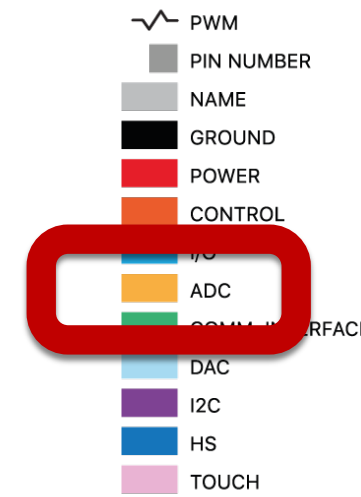 PWM
PIN NUMBER
NAME
GROUND
POWER
CONTROL
I/O
ADC
DAC
I2C
HS
TOUCH